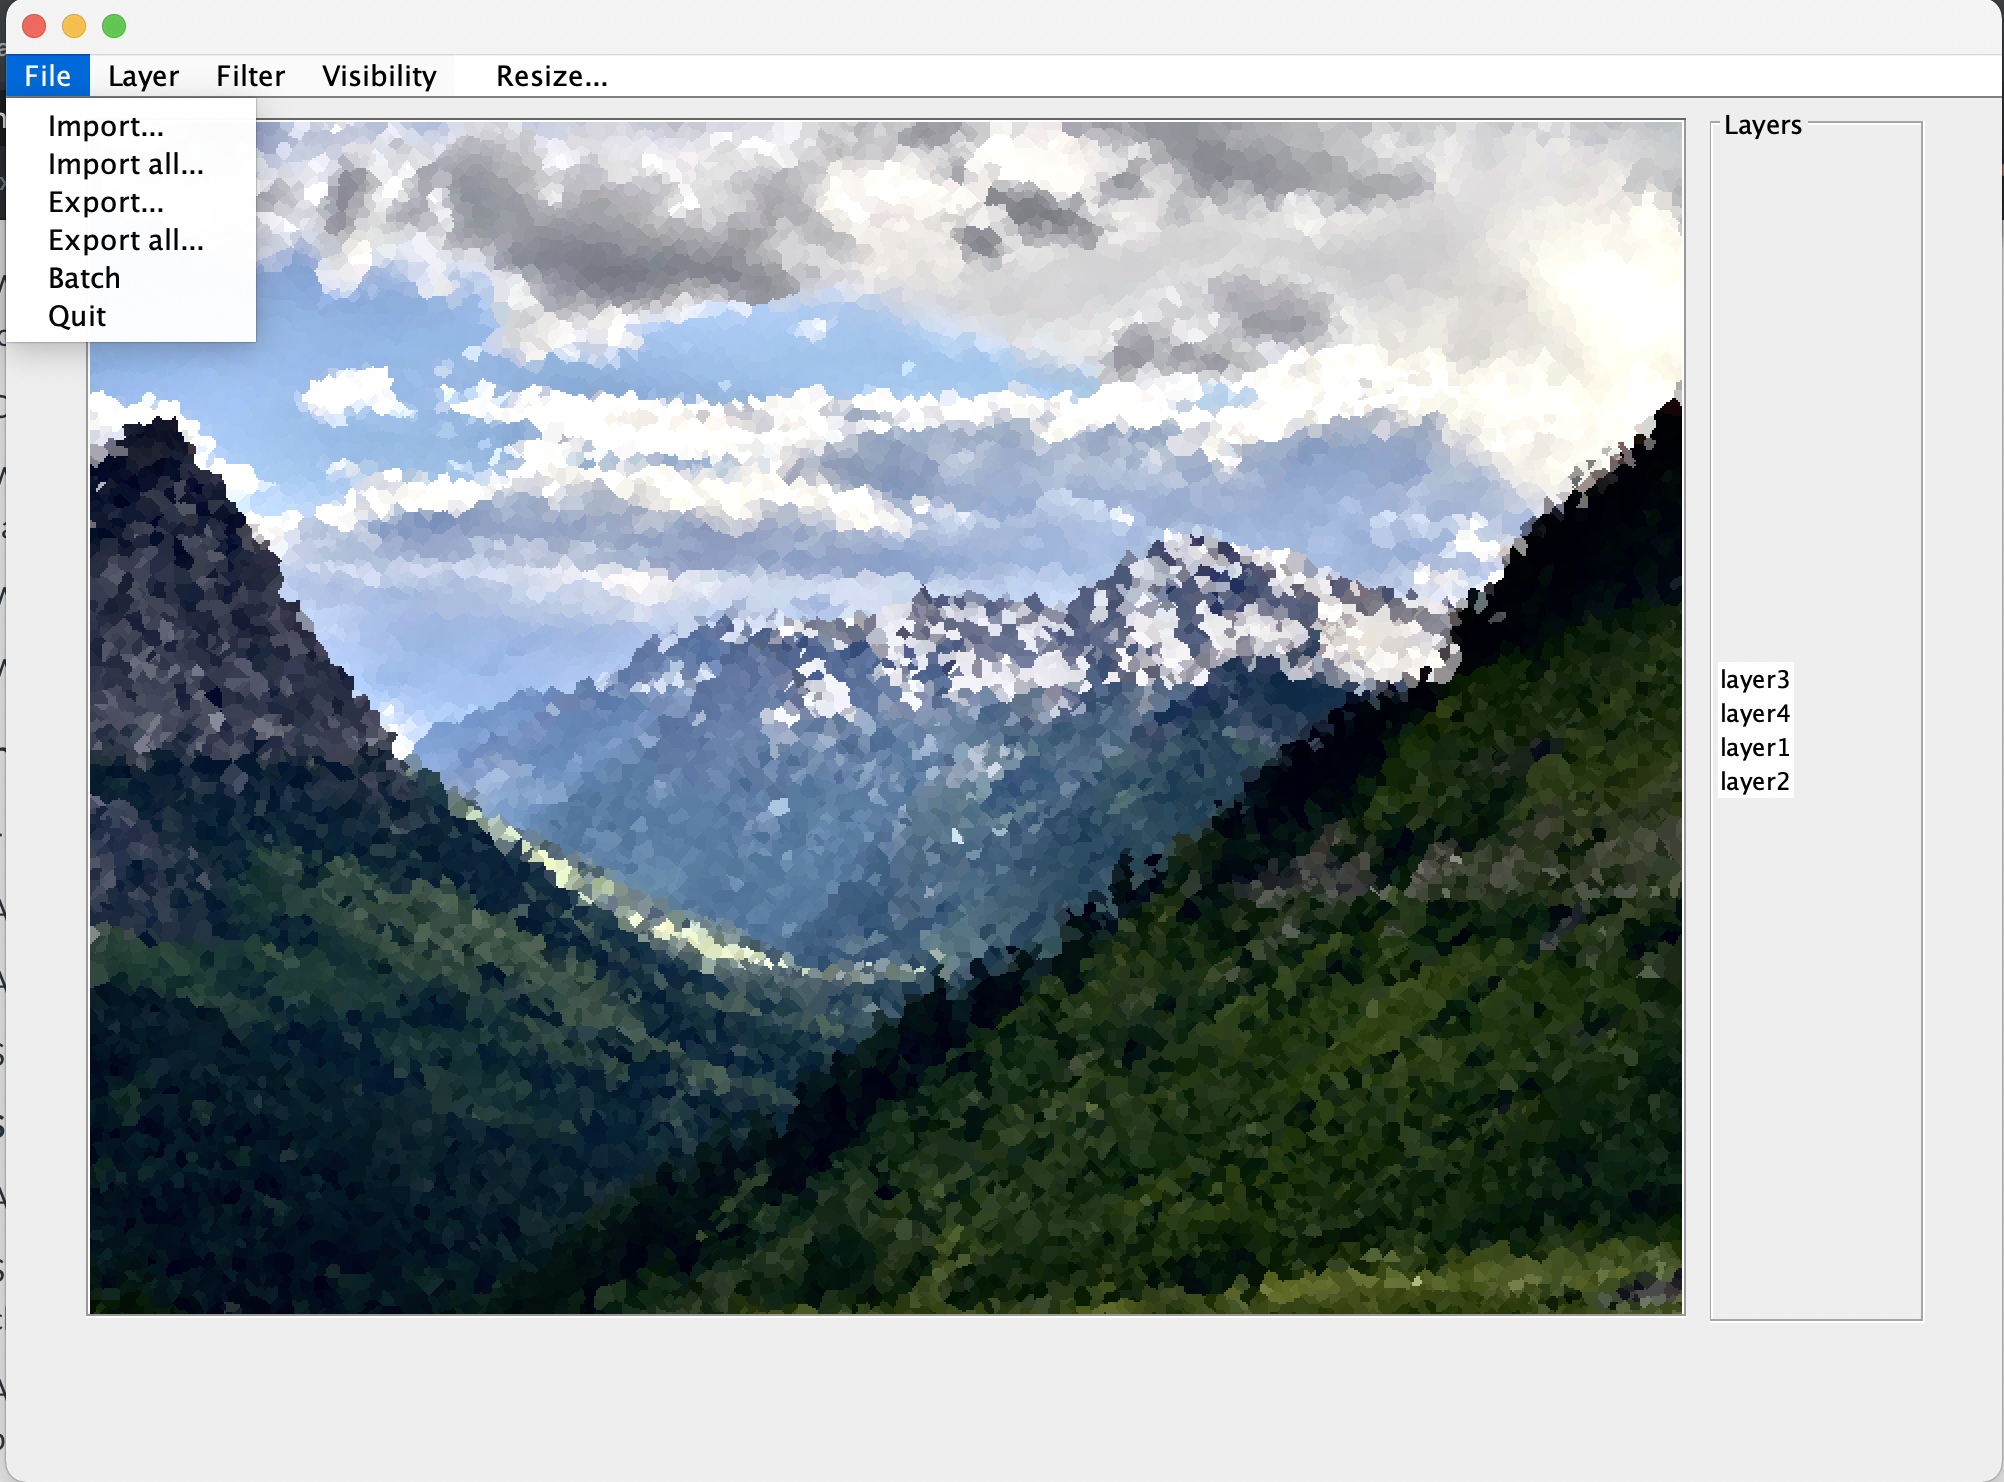 File Layer Filter Visibility Resize...
Import...
Import all...
Export...
Export all...
Batch
Quit
Layers
layer3
layer4
layer1
layer2